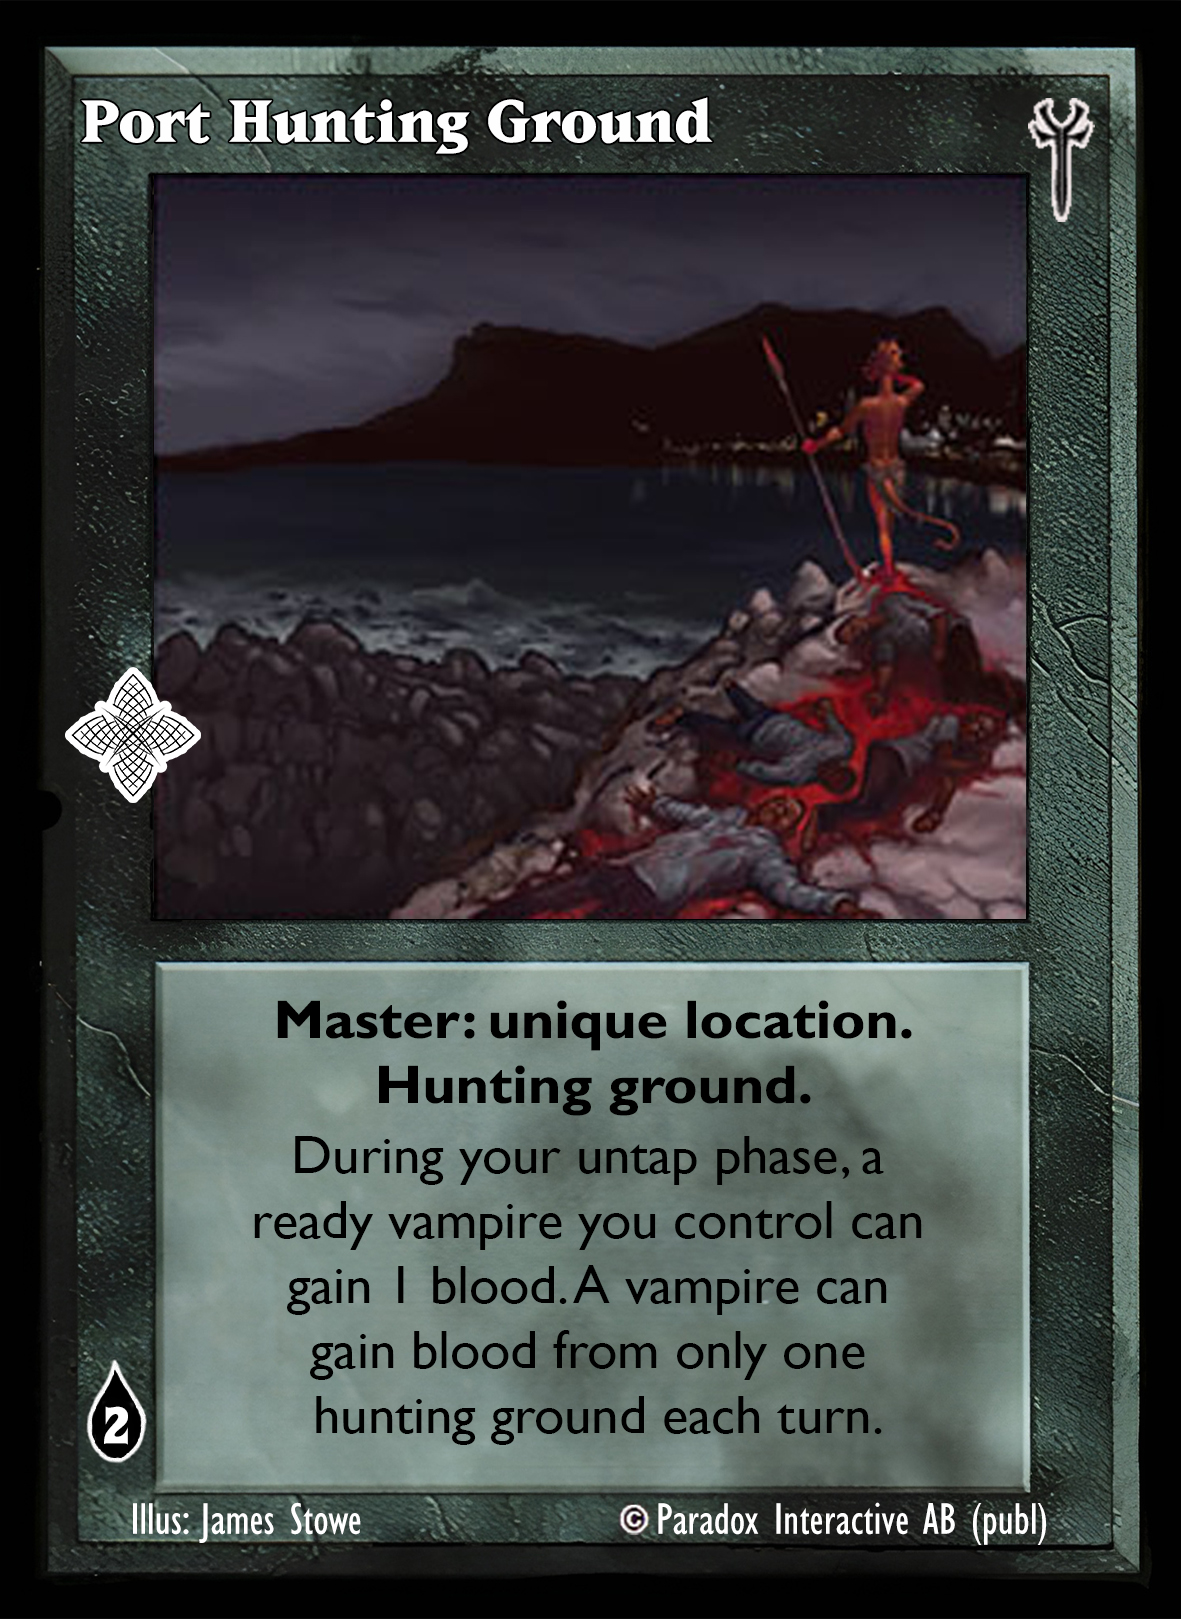 Port Hunting Ground
Master: unique location.
Hunting ground.
During your untap phase, a
ready vampire you control can
gain 1 blood. A vampire can
gain blood from only one
hunting ground each turn.
2
Illus: James Stowe
© Paradox Interactive AB (publ)